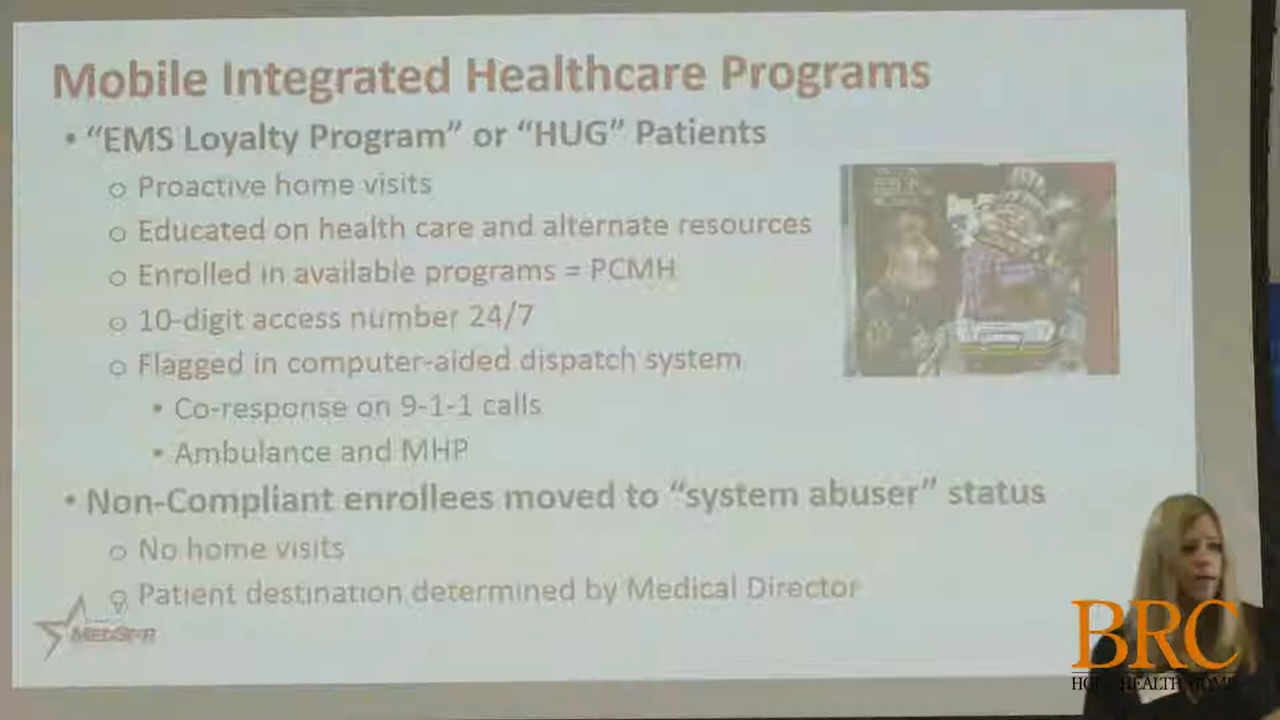 Mobile Integrated Healthcare Programs
• “EMS Loyalty Program” or “HUG” Patients
o Proactive home visits
o Educated on health care and alternate resources
o Enrolled in available programs = PCMH
o 10-digit access number 24/7
o Flagged in computer-aided dispatch system
• Co-response on 9-1-1 calls
• Ambulance and MHP
• Non-Compliant enrollees moved to “system abuser” status
o No home visits
o Patient destination determined by Medical Director
MEDSTAR
BRC
HEALTH